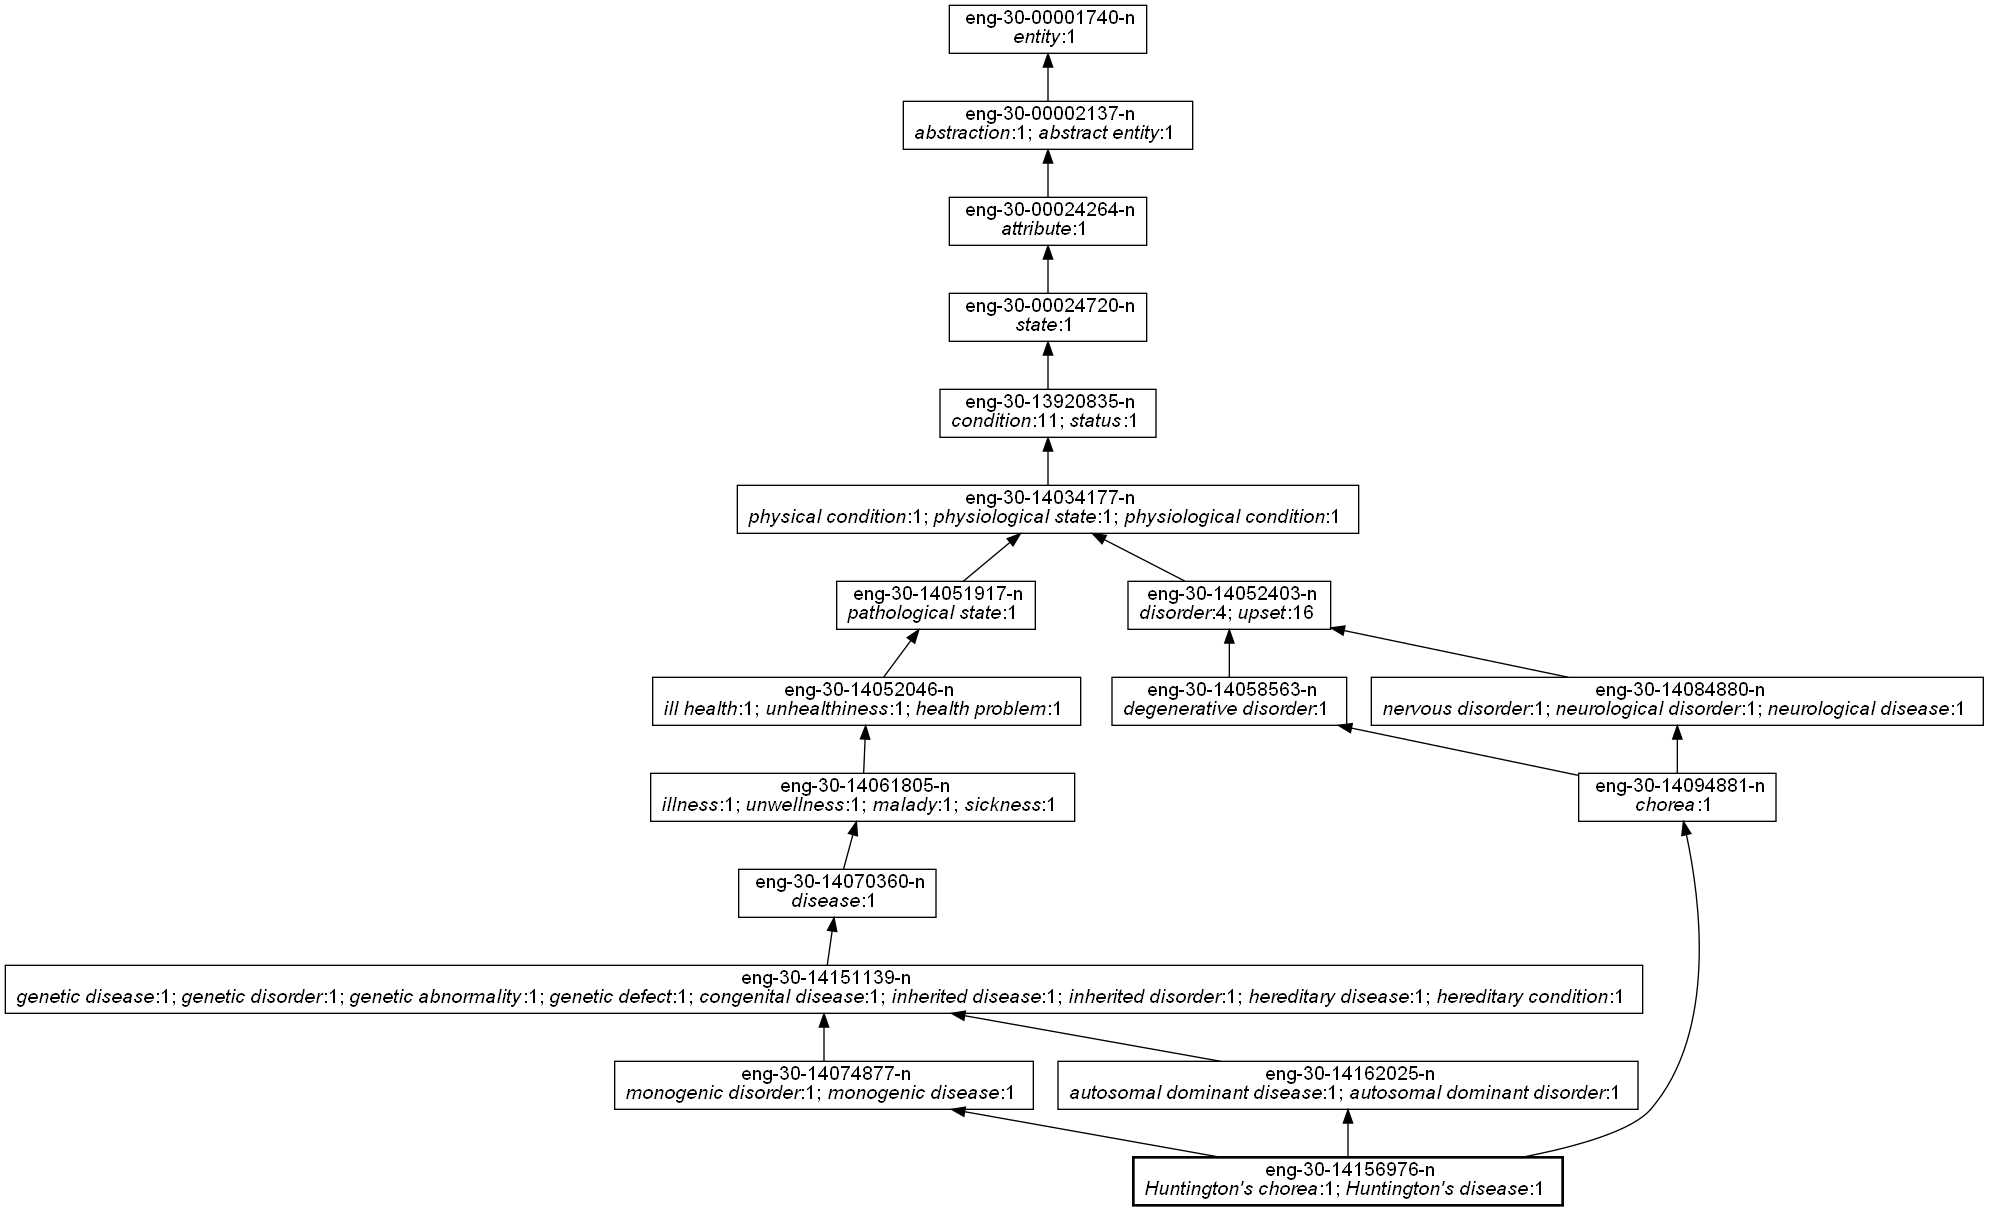 eng-30-00001740-n
entity:1
eng-30-00002137-n
abstraction:1; abstract entity:1
eng-30-00024264-n
attribute:1
eng-30-00024720-n
state:1
eng-30-13920835-n
condition:11; status:1
eng-30-14034177-n
physical condition:1; physiological state:1; physiological condition:1
eng-30-14051917-n
pathological state:1
eng-30-14052403-n
disorder:4; upset:16
eng-30-14052046-n
ill health:1; unhealthiness:1; health problem:1
eng-30-14058563-n
degenerative disorder:1
eng-30-14084880-n
nervous disorder:1; neurological disorder:1; neurological disease:1
eng-30-14061805-n
illness:1; unwellness:1; malady:1; sickness:1
eng-30-14094881-n
chorea:1
eng-30-14070360-n
disease:1
eng-30-14151139-n
genetic disease:1; genetic disorder:1; genetic abnormality:1; genetic defect:1; congenital disease:1; inherited disease:1; inherited disorder:1; hereditary disease:1; hereditary condition:1
eng-30-14074877-n
monogenic disorder:1; monogenic disease:1
eng-30-14162025-n
autosomal dominant disease:1; autosomal dominant disorder:1
eng-30-14156976-n
Huntington's chorea:1; Huntington's disease:1